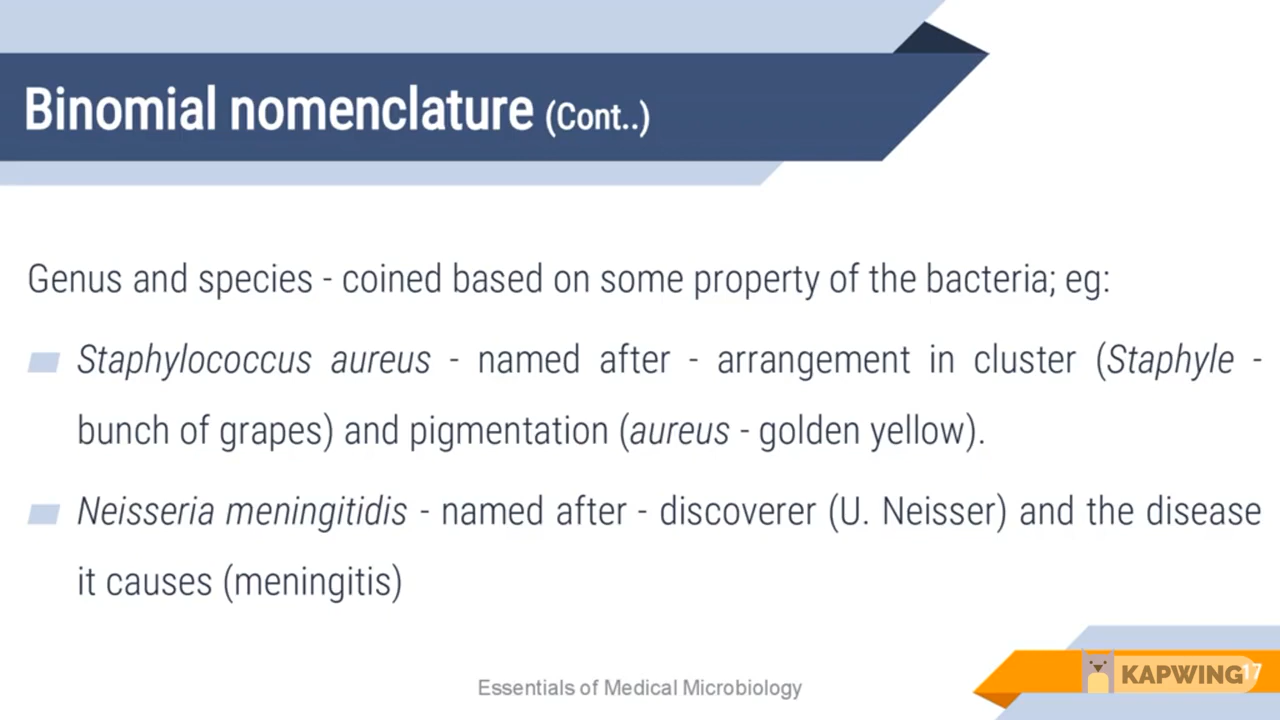 Binomial nomenclature (Cont..)
Genus and species - coined based on some property of the bacteria; eg:
Staphylococcus aureus - named after - arrangement in cluster (Staphyle -
bunch of grapes) and pigmentation (aureus - golden yellow).
Neisseria meningitidis - named after - discoverer (U. Neisser) and the disease
it causes (meningitis)
Essentials of Medical Microbiology
KAPWING
17